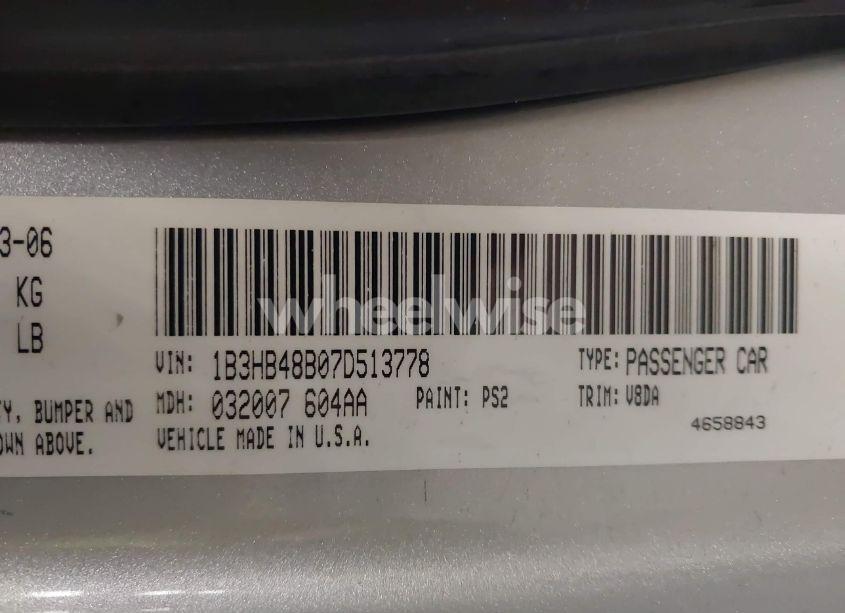 3-06
KG
LB
wheelwise
VIN: 1B3HB48B07D513778
TYPE: PASSENGER CAR
BUMPER AND
MDH: 032007 604AA
PAINT: PS2
TRIM: V8DA
ABOVE.
VEHICLE MADE IN U.S.A.
4658843